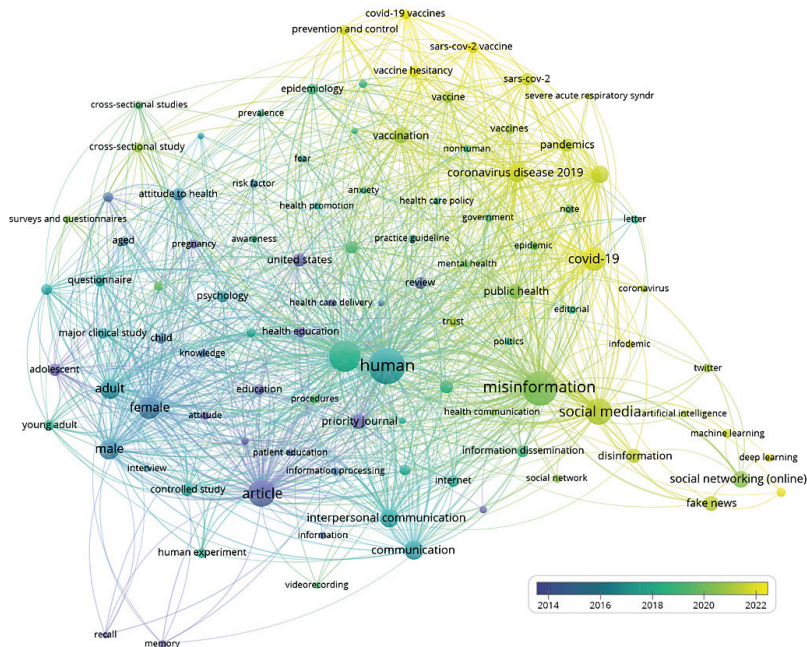 covid-19 vaccines
prevention and control
sars-cov-2 vaccine
vaccine hesitancy
sars-cov-2
epidemiology
severe acute respiratory syndr
vaccine
cross-sectional studies
prevalence
vaccines
vaccination
cross-sectional study
nonhuman
pandemics
fear
coronavirus disease 2019
risk factor
anxiety
attitude to health
health care policy
health promotion
note
surveys and questionnaires
government
letter
aged
pregnancy
awareness
practice guideline
epidemic
united states
mental health
covid-19
questionnaire
review
public health
coronavirus
psychology
health care delivery
editorial
trust
major clinical study
child
health education
politics
infodemic
knowledge
human
twitter
adolescent
adult
education
misinformation
procedures
female
attitude
health communication
social media
artificial intelligence
young adult
priority journal
machine learning
male
patient education
information dissemination
disinformation
deep learning
interview
information processing
controlled study
internet
social network
social networking (online)
article
fake news
interpersonal communication
information
human experiment
communication
videorecording
recall
memory
2014 2016 2018 2020 2022